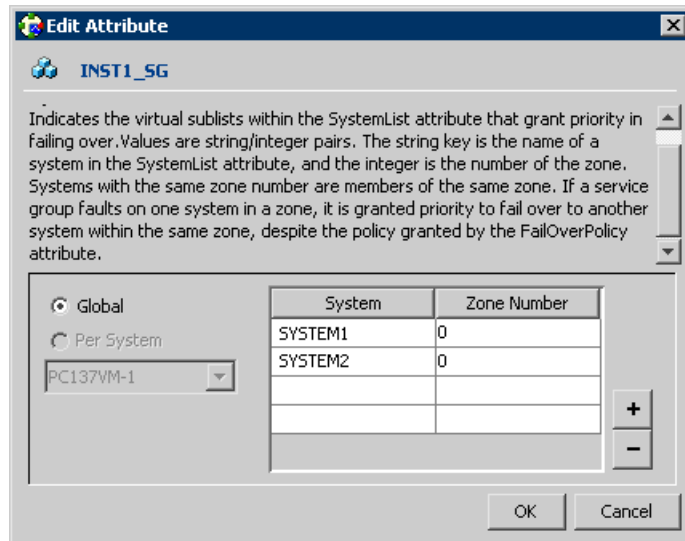 Edit Attribute
INST1_SG
Indicates the virtual sublists within the SystemList attribute that grant priority in
failing over.Values are string/integer pairs. The string key is the name of a
system in the SystemList attribute, and the integer is the number of the zone.
Systems with the same zone number are members of the same zone. If a service
group faults on one system in a zone, it is granted priority to fail over to another
system within the same zone, despite the policy granted by the FailOverPolicy
attribute.
Global
Per System
PC137VM-1
System Zone Number
SYSTEM1 0
SYSTEM2 0
+
-
OK Cancel